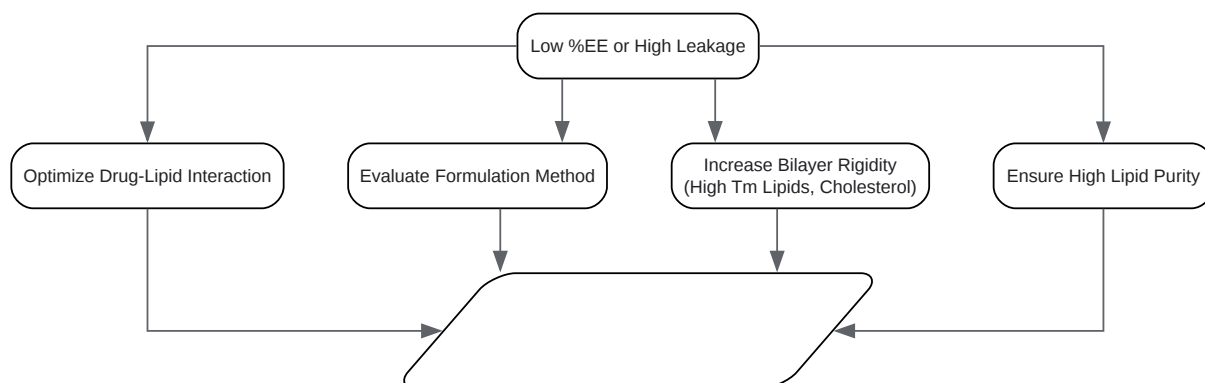 Low %EE or High Leakage
Optimize Drug-Lipid Interaction
Evaluate Formulation Method
Increase Bilayer Rigidity
(High Tm Lipids, Cholesterol)
Ensure High Lipid Purity